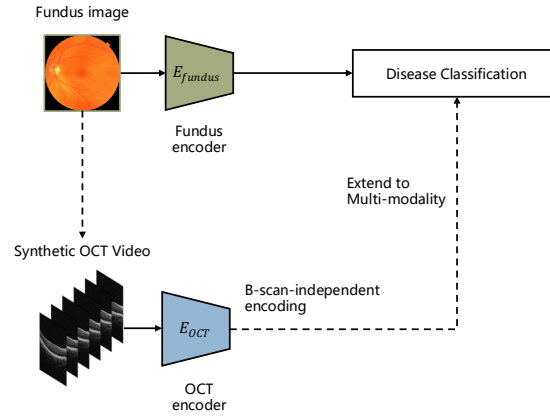 Fundus image
E_fundus
Fundus
encoder
Disease Classification
Extend to
Multi-modality
Synthetic OCT Video
B-scan-independent
encoding
E_OCT
OCT
encoder